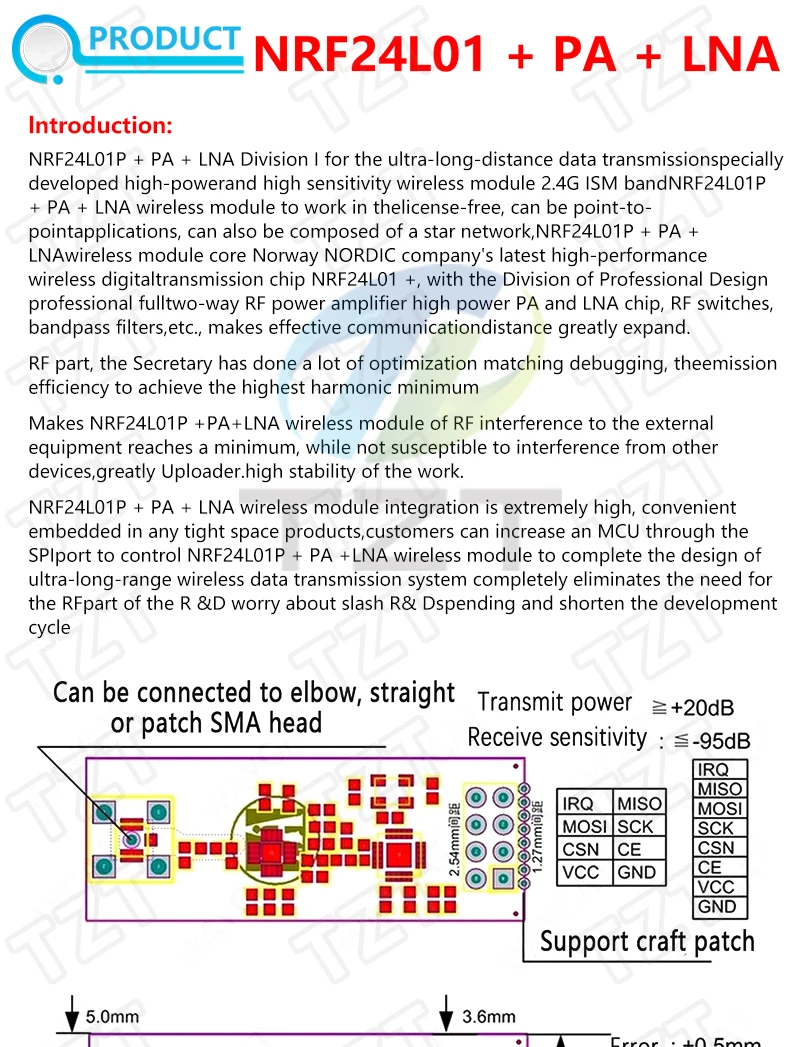 PRODUCT
NRF24L01 + PA + LNA
Introduction:
NRF24L01P + PA + LNA Division I for the ultra-long-distance data transmissionspecially
developed high-powerand high sensitivity wireless module 2.4G ISM bandNRF24L01P
+ PA + LNA wireless module to work in thelicense-free, can be point-to-
pointapplications, can also be composed of a star network,NRF24L01P + PA +
LNAwireless module core Norway NORDIC company's latest high-performance
wireless digitaltransmission chip NRF24L01 +, with the Division of Professional Design
professional fulltwo-way RF power amplifier high power PA and LNA chip, RF switches,
bandpass filters,etc., makes effective communicationdistance greatly expand.
RF part, the Secretary has done a lot of optimization matching debugging, theemission
efficiency to achieve the highest harmonic minimum
Makes NRF24L01P +PA+LNA wireless module of RF interference to the external
equipment reaches a minimum, while not susceptible to interference from other
devices,greatly Uploader.high stability of the work.
NRF24L01P + PA + LNA wireless module integration is extremely high, convenient
embedded in any tight space products,customers can increase an MCU through the
SPIport to control NRF24L01P + PA +LNA wireless module to complete the design of
ultra-long-range wireless data transmission system completely eliminates the need for
the RFpart of the R &D worry about slash R& Dspending and shorten the development
cycle
TZT
Can be connected to elbow, straight
or patch SMA head
Transmit power ≧+20dB
Receive sensitivity : ≦-95dB
2.54mm间距
1.27mm间距
IRQ MISO
MOSI SCK
CSN CE
VCC GND
IRQ
MISO
MOSI
SCK
CSN
CE
VCC
GND
Support craft patch
5.0mm
3.6mm
Error : ±0.5mm